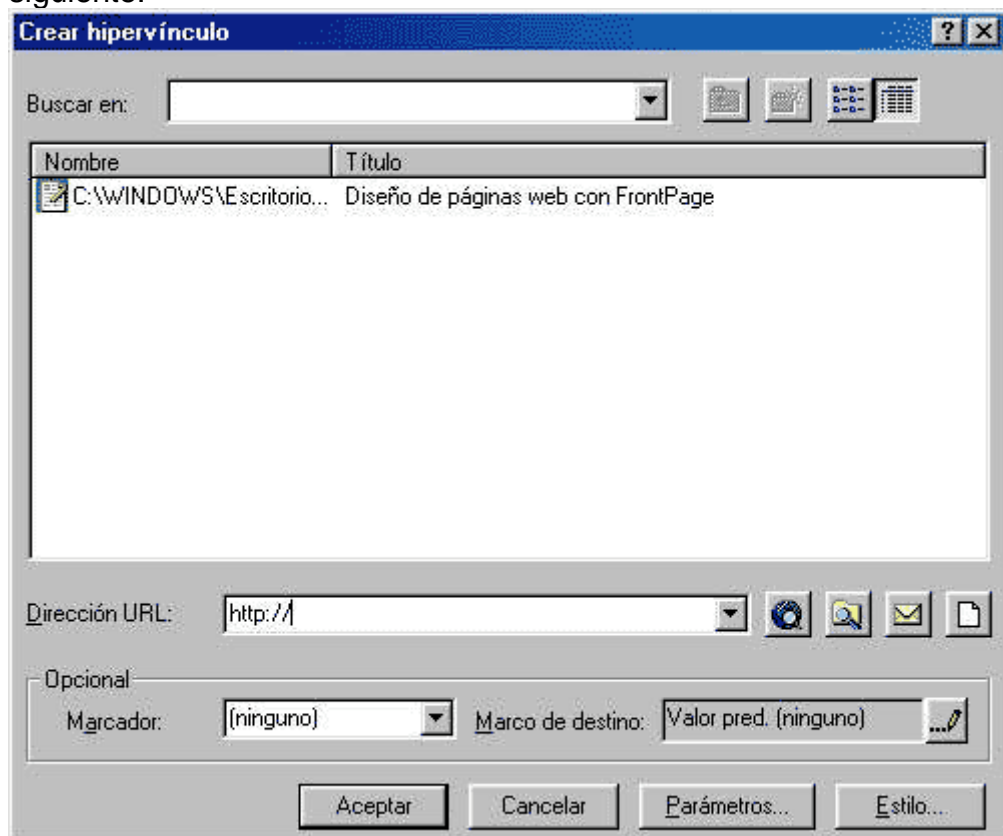 siguiente:
Crear hipervínculo
Buscar en:
Nombre Título
C:\WINDOWS\Escritorio... Diseño de páginas web con FrontPage
Dirección URL: http://
Opcional
Marcador: (ninguno) Marco de destino: Valor pred. (ninguno)
Aceptar Cancelar Parámetros... Estilo...